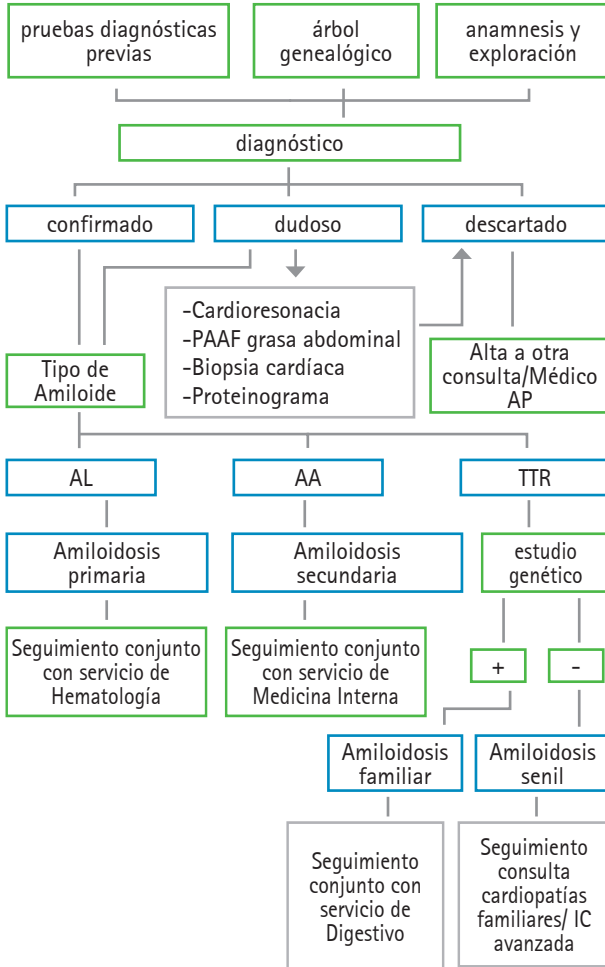 pruebas diagnósticas
previas
árbol
genealógico
anamnesis y
exploración
diagnóstico
confirmado
dudoso
descartado
-Cardioresonacia
-PAAF grasa abdominal
-Biopsia cardíaca
-Proteinograma
Tipo de
Amiloide
Alta a otra
consulta/Médico
AP
AL
AA
TTR
Amiloidosis
primaria
Amiloidosis
secundaria
estudio
genético
Seguimiento conjunto
con servicio de
Hematología
Seguimiento conjunto
con servicio de
Medicina Interna
+
-
Amiloidosis
familiar
Amiloidosis
senil
Seguimiento
conjunto con
servicio de
Digestivo
Seguimiento
consulta
cardiopatías
familiares/ IC
avanzada